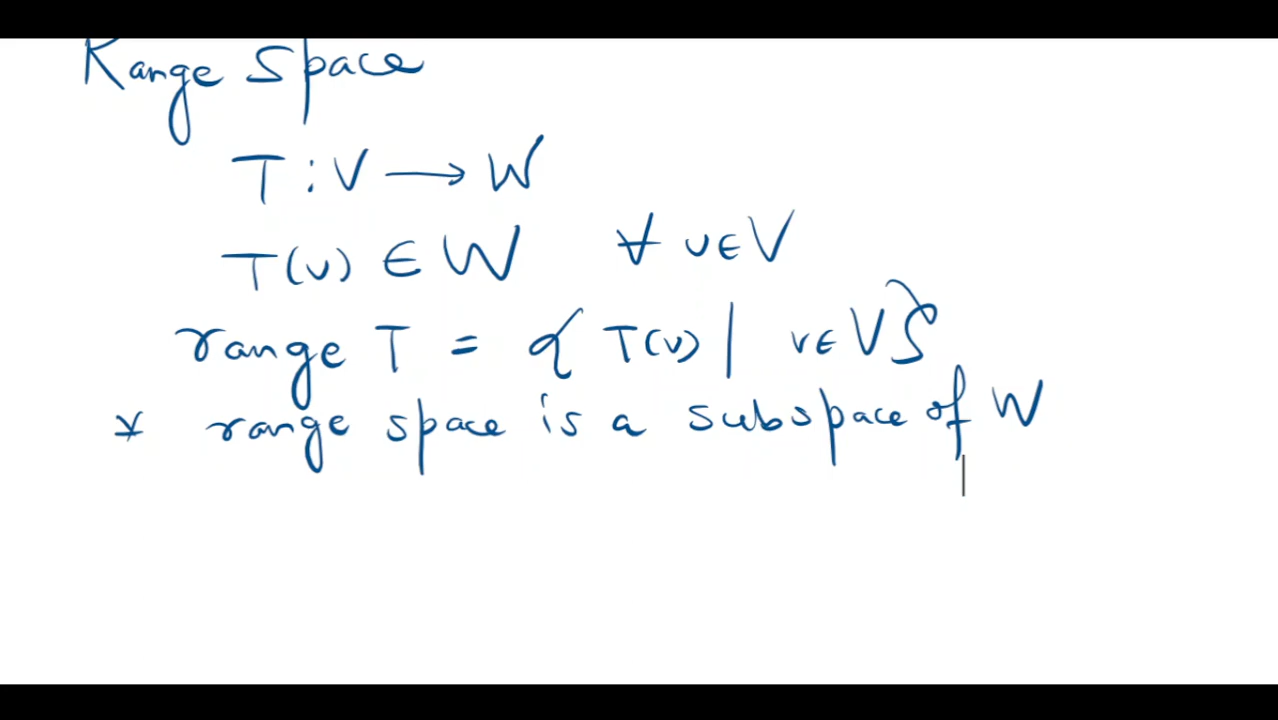 Range Space
T : V → W
T(v) ∈ W ∀ v∈V
range T = { T(v) | v∈V }
* range space is a subspace of W